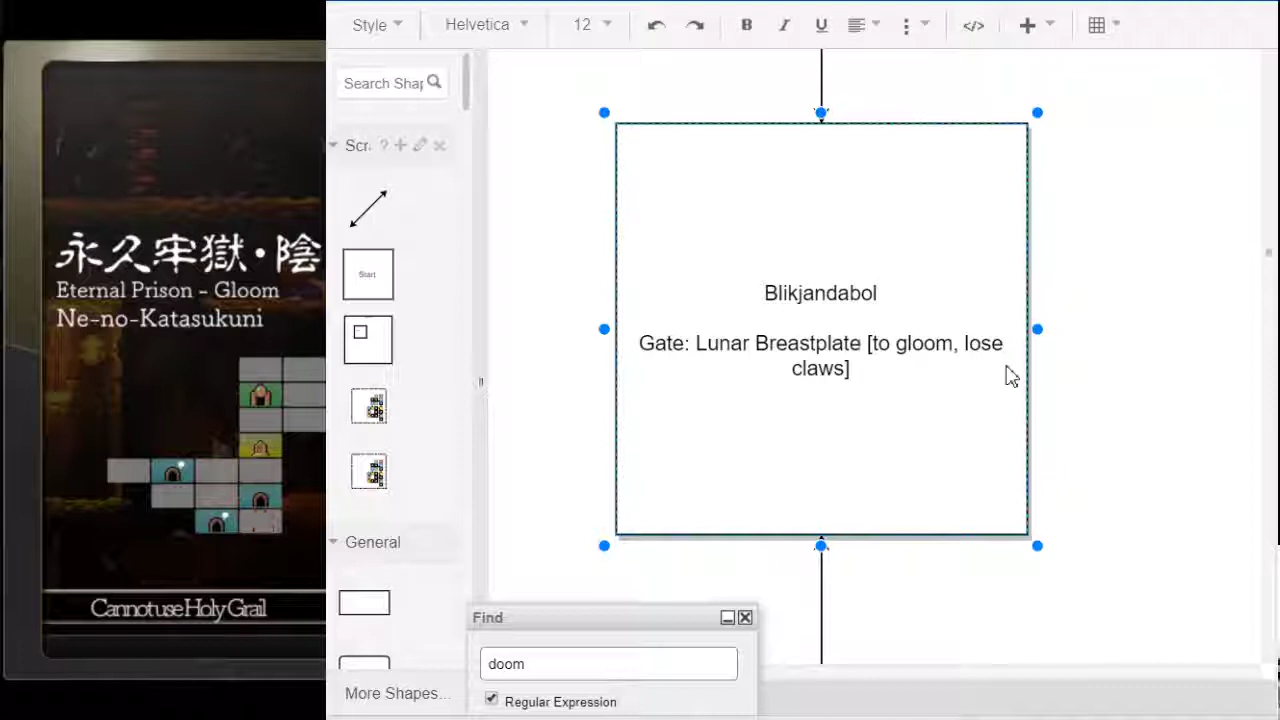 永久牢獄・陰
Eternal Prison - Gloom
Ne-no-Katasukuni
Cannot use Holy Grail
Style
Helvetica
12
B I U
</>
Search Shap
Scr.
?
Start
General
More Shapes...
Blikjandabol
Gate: Lunar Breastplate [to gloom, lose
claws]
Find
doom
Regular Expression